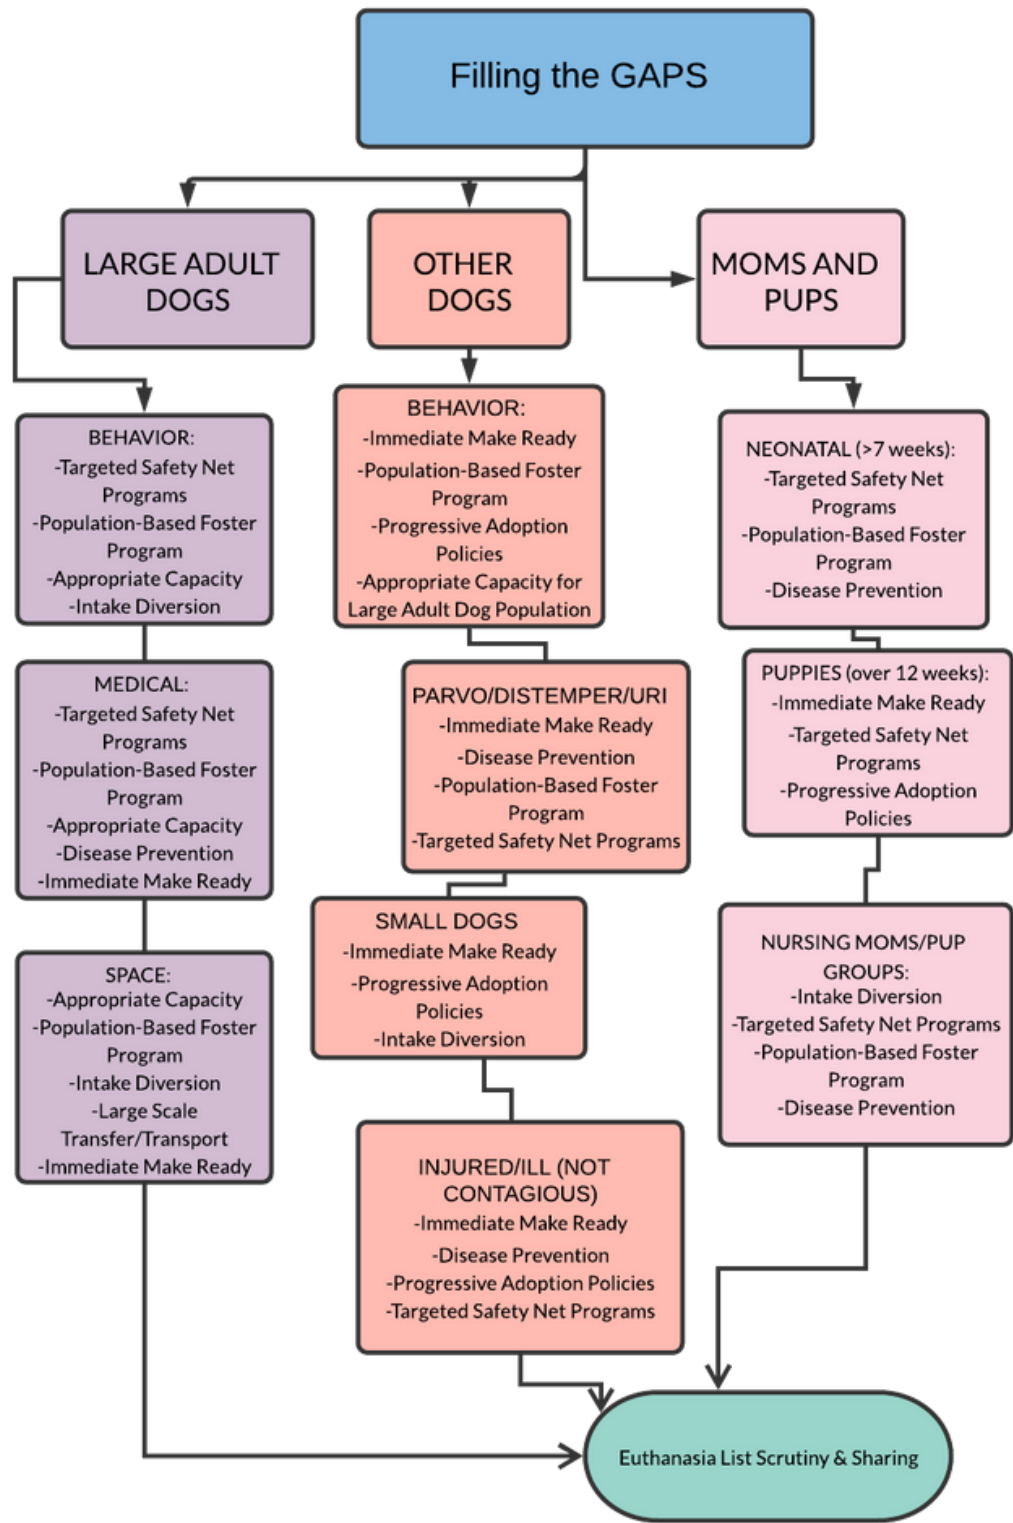 Filling the GAPS
LARGE ADULT
DOGS
OTHER
DOGS
MOMS AND
PUPS
BEHAVIOR:
-Targeted Safety Net
Programs
-Population-Based Foster
Program
-Appropriate Capacity
-Intake Diversion
MEDICAL:
-Targeted Safety Net
Programs
-Population-Based Foster
Program
-Appropriate Capacity
-Disease Prevention
-Immediate Make Ready
SPACE:
-Appropriate Capacity
-Population-Based Foster
Program
-Intake Diversion
-Large Scale
Transfer/Transport
-Immediate Make Ready
BEHAVIOR:
-Immediate Make Ready
-Population-Based Foster
Program
-Progressive Adoption
Policies
-Appropriate Capacity for
Large Adult Dog Population
PARVO/DISTEMPER/URI
-Immediate Make Ready
-Disease Prevention
-Population-Based Foster
Program
-Targeted Safety Net Programs
SMALL DOGS
-Immediate Make Ready
-Progressive Adoption
Policies
-Intake Diversion
INJURED/ILL (NOT
CONTAGIOUS)
-Immediate Make Ready
-Disease Prevention
-Progressive Adoption Policies
-Targeted Safety Net Programs
NEONATAL (>7 weeks):
-Targeted Safety Net
Programs
-Population-Based Foster
Program
-Disease Prevention
PUPPIES (over 12 weeks):
-Immediate Make Ready
-Targeted Safety Net
Programs
-Progressive Adoption
Policies
NURSING MOMS/PUP
GROUPS:
-Intake Diversion
-Targeted Safety Net Programs
-Population-Based Foster
Program
-Disease Prevention
Euthanasia List Scrutiny & Sharing